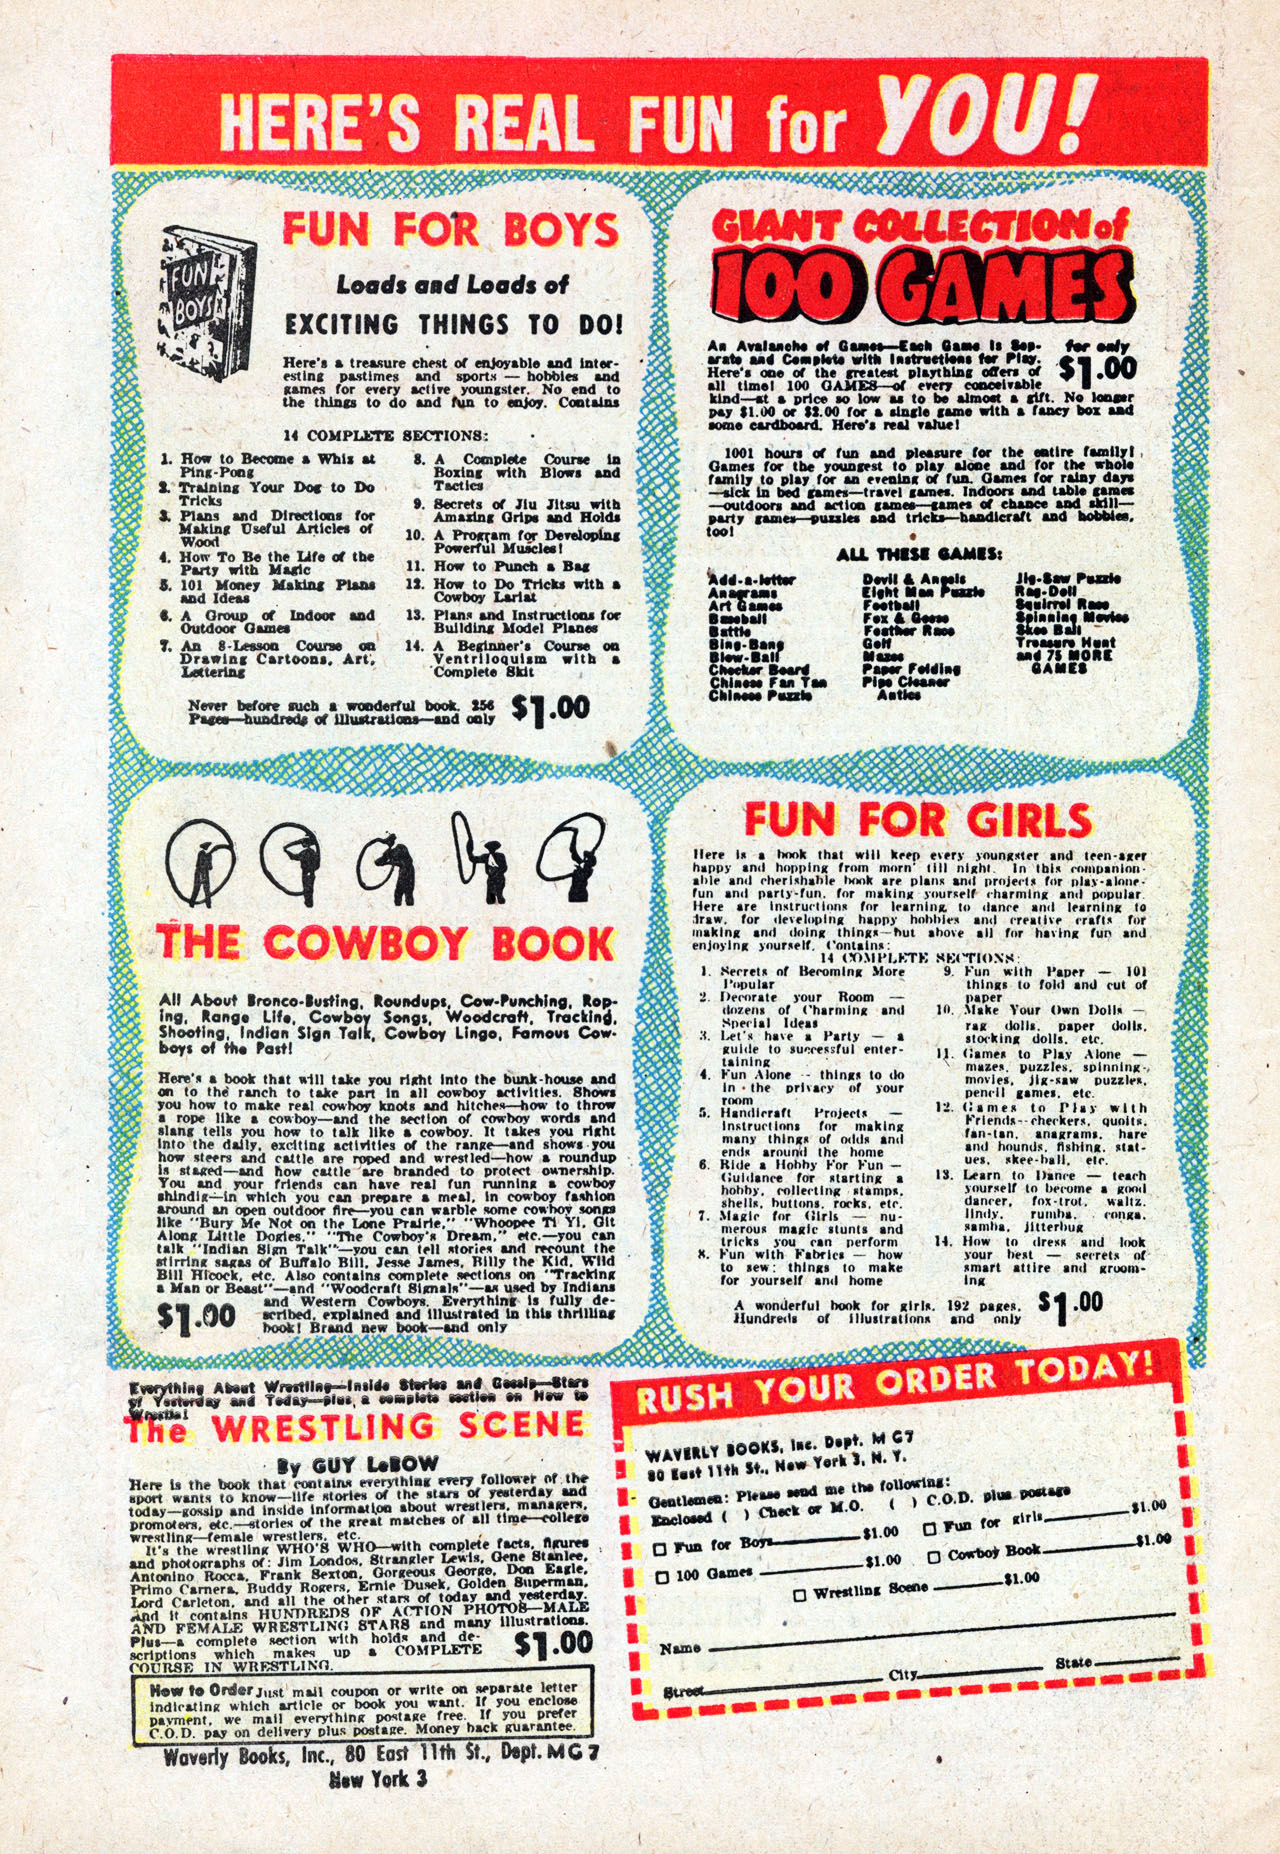 HERE'S REAL FUN for YOU!
FUN
BOYS
FUN FOR BOYS
Loads and Loads of
EXCITING THINGS TO DO!
Here's a treasure chest of enjoyable and inter-
esting pastimes and sports — hobbies and
games for every active youngster. No end to
the things to do and fun to enjoy. Contains
14 COMPLETE SECTIONS:
1. How to Become a Whiz at
Ping-Pong
2. Training Your Dog to Do
Tricks
3. Plans and Directions for
Making Useful Articles of
Wood
4. How To Be the Life of the
Party with Magic
5. 101 Money Making Plans
and Ideas
6. A Group of Indoor and
Outdoor Games
7. An 8-Lesson Course on
Drawing Cartoons, Art,
Lettering
8. A Complete Course in
Boxing with Blows and
Tactics
9. Secrets of Jiu Jitsu with
Amazing Grips and Holds
10. A Program for Developing
Powerful Muscles!
11. How to Punch a Bag
12. How to Do Tricks with a
Cowboy Lariat
13. Plans and Instructions for
Building Model Planes
14. A Beginner's Course on
Ventriloquism with a
Complete Skit
Never before such a wonderful book. 256
Pages—hundreds of illustrations—and only $1.00
GIANT COLLECTION of
100 GAMES
An Avalanche of Games—Each Game Is Sep-
arate and Complete with Instructions for Play.
for only
$1.00
Here's one of the greatest plaything offers of
all time! 100 GAMES—of every conceivable
kind—at a price so low as to be almost a gift. No longer
pay $1.00 or $2.00 for a single game with a fancy box and
some cardboard. Here's real value!
1001 hours of fun and pleasure for the entire family!
Games for the youngest to play alone and for the whole
family to play for an evening of fun. Games for rainy days
—sick in bed games—travel games. Indoors and table games
—outdoors and action games—games of chance and skill—
party games—puzzles and tricks—handicraft and hobbies,
too!
ALL THESE GAMES:
Add-a-letter
Anagrams
Art Games
Baseball
Battle
Bing-Bang
Blow-Ball
Checker Board
Chinese Fan Tan
Chinese Puzzle
Devil & Angels
Eight Man Puzzle
Football
Fox & Geese
Feather Race
Golf
Mazes
Paper Folding
Pipe Cleaner
Antics
Jig-Saw Puzzle
Rag-Doll
Squirrel Race
Spinning Movies
Skee Ball
Treasure Hunt
and 75 MORE
GAMES
THE COWBOY BOOK
All About Bronco-Busting, Roundups, Cow-Punching, Rop-
ing, Range Life, Cowboy Songs, Woodcraft, Tracking,
Shooting, Indian Sign Talk, Cowboy Lingo, Famous Cow-
boys of the Past!
Here's a book that will take you right into the bunk-house and
on to the ranch to take part in all cowboy activities. Shows
you how to make real cowboy knots and hitches—how to throw
a rope like a cowboy—and the section of cowboy words and
slang tells you how to talk like a cowboy. It takes you right
into the daily, exciting activities of the range—and shows you
how steers and cattle are roped and wrestled—how a roundup
is staged—and how cattle are branded to protect ownership.
You and your friends can have real fun running a cowboy
shindig—in which you can prepare a meal, in cowboy fashion
around an open outdoor fire—you can warble some cowboy songs
like "Bury Me Not on the Lone Prairie," "Whoopee Ti Yi, Git
Along Little Dogies," "The Cowboy's Dream," etc.—you can
talk "Indian Sign Talk"—you can tell stories and recount the
stirring sagas of Buffalo Bill, Jesse James, Billy the Kid, Wild
Bill Hicock, etc. Also contains complete sections on "Tracking
a Man or Beast"—and "Woodcraft Signals"—as used by Indians
and Western Cowboys. Everything is fully de-
scribed, explained and illustrated in this thrilling
book! Brand new book—and only
$1.00
FUN FOR GIRLS
Here is a book that will keep every youngster and teen-ager
happy and hopping from morn' till night. In this companion-
able and cherishable book are plans and projects for play-alone-
fun and party-fun, for making yourself charming and popular.
Here are instructions for learning to dance and learning to
draw, for developing happy hobbies and creative crafts for
making and doing things—but above all for having fun and
enjoying yourself. Contains:
14 COMPLETE SECTIONS:
1. Secrets of Becoming More
Popular
2. Decorate your Room —
dozens of Charming and
Special Ideas
3. Let's have a Party — a
guide to successful enter-
taining
4. Fun Alone - things to do
in the privacy of your
room
5. Handicraft Projects —
instructions for making
many things of odds and
ends around the home
6. Ride a Hobby For Fun —
Guidance for starting a
hobby, collecting stamps,
shells, buttons, rocks, etc.
7. Magic for Girls — nu-
merous magic stunts and
tricks you can perform
8. Fun with Fabrics — how
to sew; things to make
for yourself and home
9. Fun with Paper — 101
things to fold and cut of
paper
10. Make Your Own Dolls —
rag dolls, paper dolls,
stocking dolls, etc.
11. Games to Play Alone —
mazes, puzzles, spinning-
movies, jig-saw puzzles,
pencil games, etc.
12. Games to Play with
Friends--checkers, quoits,
fan-tan, anagrams, hare
and hounds, fishing, stat-
ues, skee-ball, etc.
13. Learn to Dance — teach
yourself to become a good
dancer, fox-trot, waltz,
lindy, rumba, conga,
samba, jitterbug
14. How to dress and look
your best — secrets of
smart attire and groom-
ing
A wonderful book for girls. 192 pages.
Hundreds of illustrations and only $1.00
Everything About Wrestling—Inside Stories and Gossip—Stars
of Yesterday and Today—plus a complete section on How to
Wrestle!
The WRESTLING SCENE
By GUY LeBOW
Here is the book that contains everything every follower of the
sport wants to know—life stories of the stars of yesterday and
today—gossip and inside information about wrestlers, managers,
promoters, etc.—stories of the great matches of all time—college
wrestling—female wrestlers, etc.
It's the wrestling WHO'S WHO—with complete facts, figures
and photographs of: Jim Londos, Strangler Lewis, Gene Stanlee,
Antonino Rocca, Frank Sexton, Gorgeous George, Don Eagle,
Primo Carnera, Buddy Rogers, Ernie Dusek, Golden Superman,
Lord Carleton, and all the other stars of today and yesterday.
And it contains HUNDREDS OF ACTION PHOTOS—MALE
AND FEMALE WRESTLING STARS and many illustrations.
Plus—a complete section with holds and de-
scriptions which makes up a COMPLETE
COURSE IN WRESTLING.
$1.00
How to Order Just mail coupon or write on separate letter
indicating which article or book you want. If you enclose
payment, we mail everything postage free. If you prefer
C.O.D. pay on delivery plus postage. Money back guarantee.
Waverly Books, Inc., 80 East 11th St., Dept. MG7
New York 3
RUSH YOUR ORDER TODAY!
WAVERLY BOOKS, Inc. Dept. M G7
80 East 11th St., New York 3, N. Y.
Gentlemen: Please send me the following:
Enclosed ( ) Check or M.O. ( ) C.O.D. plus postage
Fun for Boys $1.00 Fun for girls $1.00
100 Games $1.00 Cowboy Book $1.00
Wrestling Scene $1.00
Name
Street City State